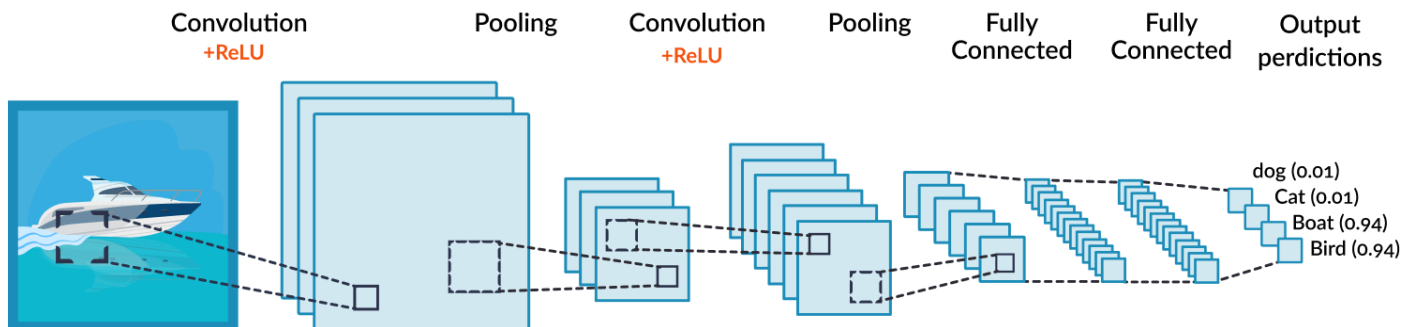 Convolution
+ReLU
Pooling
Convolution
+ReLU
Pooling
Fully
Connected
Fully
Connected
Output
perdictions
dog (0.01)
Cat (0.01)
Boat (0.94)
Bird (0.94)